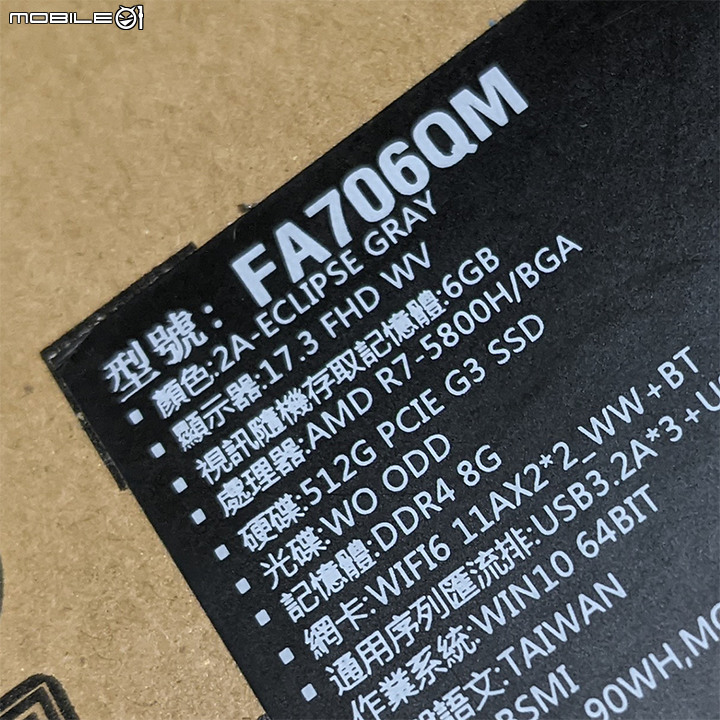 MOBILE01
型號: FA706QM
顏色:2A ECLIPSE GRAY
顯示器:17.3 FHD WV
視訊隨機存取記憶體:6GB
處理器:AMD R7-5800H/BGA
硬碟:512G PCIE G3 SSD
光碟:WO ODD
記憶體:DDR4 8G
網卡:WIFI6 11AX2*2_WW+BT
通用序列匯流排:USB3.2A*3+
作業系統:WIN10 64BIT
語文:TAIWAN
BSMI
90WH,